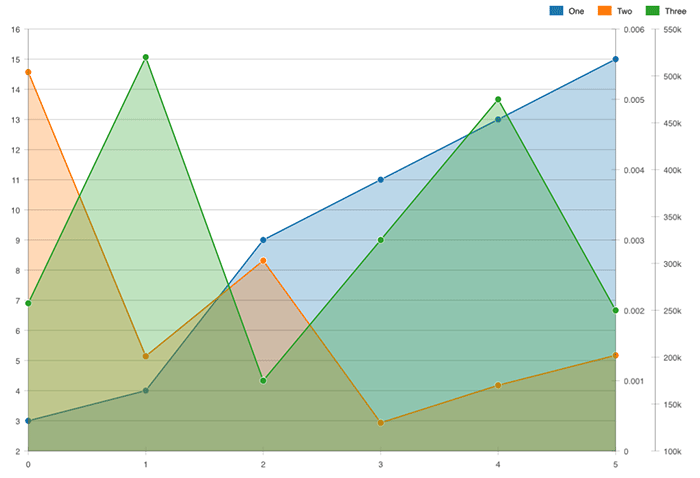 One Two Three
16 0.006 550k
15
500k
14
0.005
13 450k
12
0.004 400k
11
10 350k
9 0.003
8 300k
7
0.002 250k
6
5 200k
4 0.001
3 150k
2 0 100k
0 1 2 3 4 5